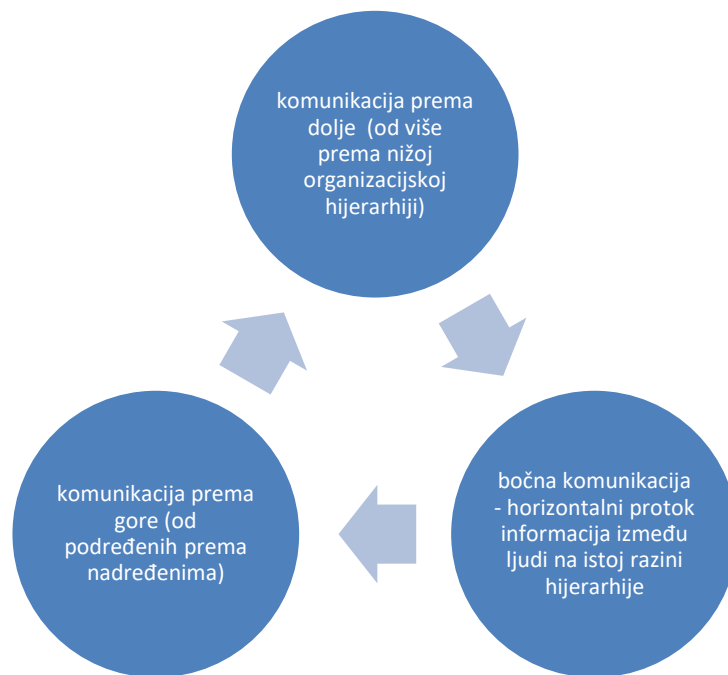 komunikacija prema
dolje  (od više
prema nižoj
organizacijskoj
hijerarhiji)
bočna komunikacija
- horizontalni protok
informacija između
ljudi na istoj razini
hijerarhije
komunikacija prema
gore (od
podređenih prema
nadređenima)